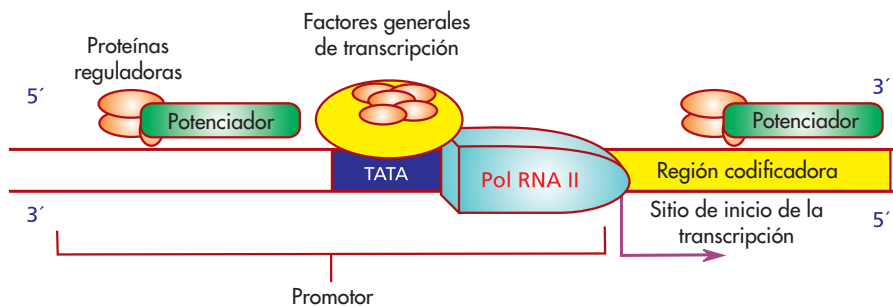 Factores generales
de transcripción
Proteínas
reguladoras
5´
3´
Potenciador
Potenciador
TATA
Pol RNA II
Región codificadora
3´
5´
Sitio de inicio de la
transcripción
Promotor